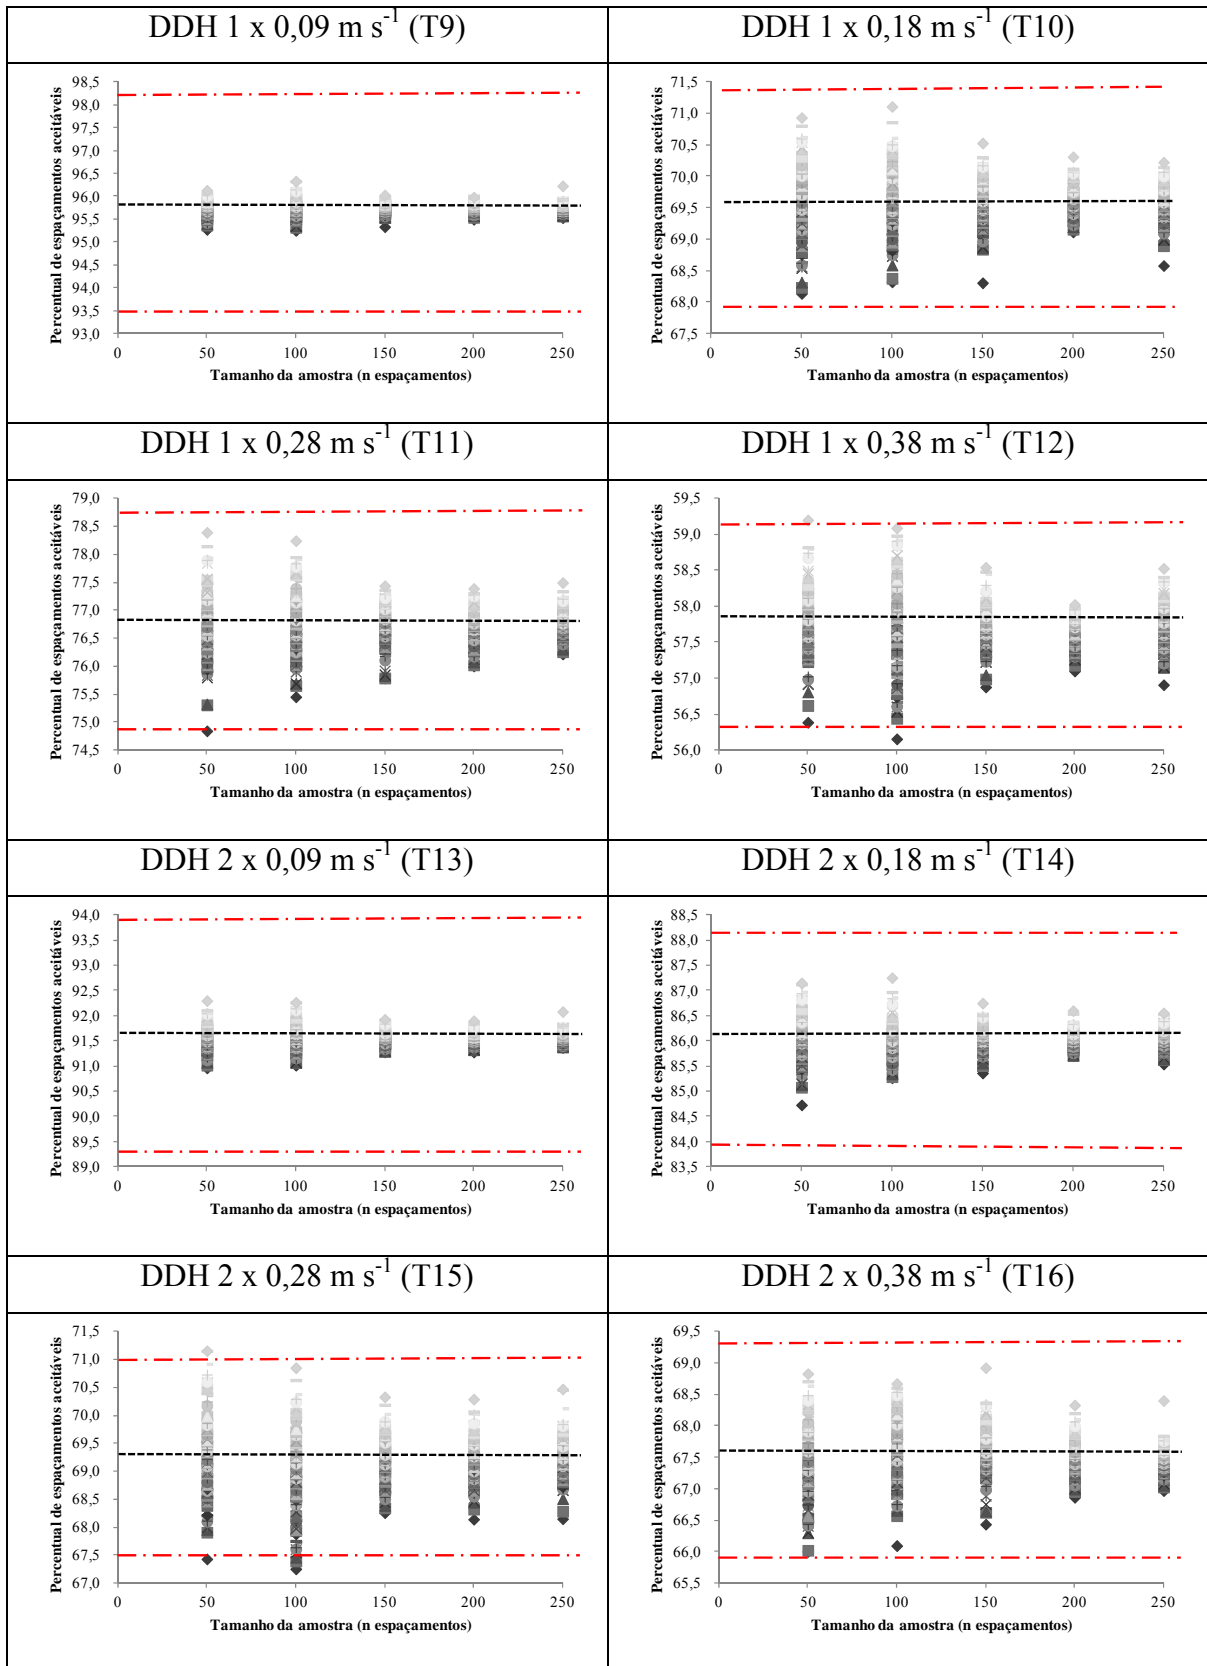 DDH 1 x 0,09 m s-1 (T9)
DDH 1 x 0,18 m s-1 (T10)
Percentual de espaçamentos aceitáveis
98,5
98,0
97,5
97,0
96,5
96,0
95,5
95,0
94,5
94,0
93,5
93,0
0 50 100 150 200 250
Tamanho da amostra (n espaçamentos)
Percentual de espaçamentos aceitáveis
71,5
71,0
70,5
70,0
69,5
69,0
68,5
68,0
67,5
0 50 100 150 200 250
Tamanho da amostra (n espaçamentos)
DDH 1 x 0,28 m s-1 (T11)
DDH 1 x 0,38 m s-1 (T12)
Percentual de espaçamentos aceitáveis
79,0
78,5
78,0
77,5
77,0
76,5
76,0
75,5
75,0
74,5
0 50 100 150 200 250
Tamanho da amostra (n espaçamentos)
Percentual de espaçamentos aceitáveis
59,5
59,0
58,5
58,0
57,5
57,0
56,5
56,0
0 50 100 150 200 250
Tamanho da amostra (n espaçamentos)
DDH 2 x 0,09 m s-1 (T13)
DDH 2 x 0,18 m s-1 (T14)
Percentual de espaçamentos aceitáveis
94,0
93,5
93,0
92,5
92,0
91,5
91,0
90,5
90,0
89,5
89,0
0 50 100 150 200 250
Tamanho da amostra (n espaçamentos)
Percentual de espaçamentos aceitáveis
88,5
88,0
87,5
87,0
86,5
86,0
85,5
85,0
84,5
84,0
83,5
0 50 100 150 200 250
Tamanho da amostra (n espaçamentos)
DDH 2 x 0,28 m s-1 (T15)
DDH 2 x 0,38 m s-1 (T16)
Percentual de espaçamentos aceitáveis
71,5
71,0
70,5
70,0
69,5
69,0
68,5
68,0
67,5
67,0
0 50 100 150 200 250
Tamanho da amostra (n espaçamentos)
Percentual de espaçamentos aceitáveis
69,5
69,0
68,5
68,0
67,5
67,0
66,5
66,0
65,5
0 50 100 150 200 250
Tamanho da amostra (n espaçamentos)